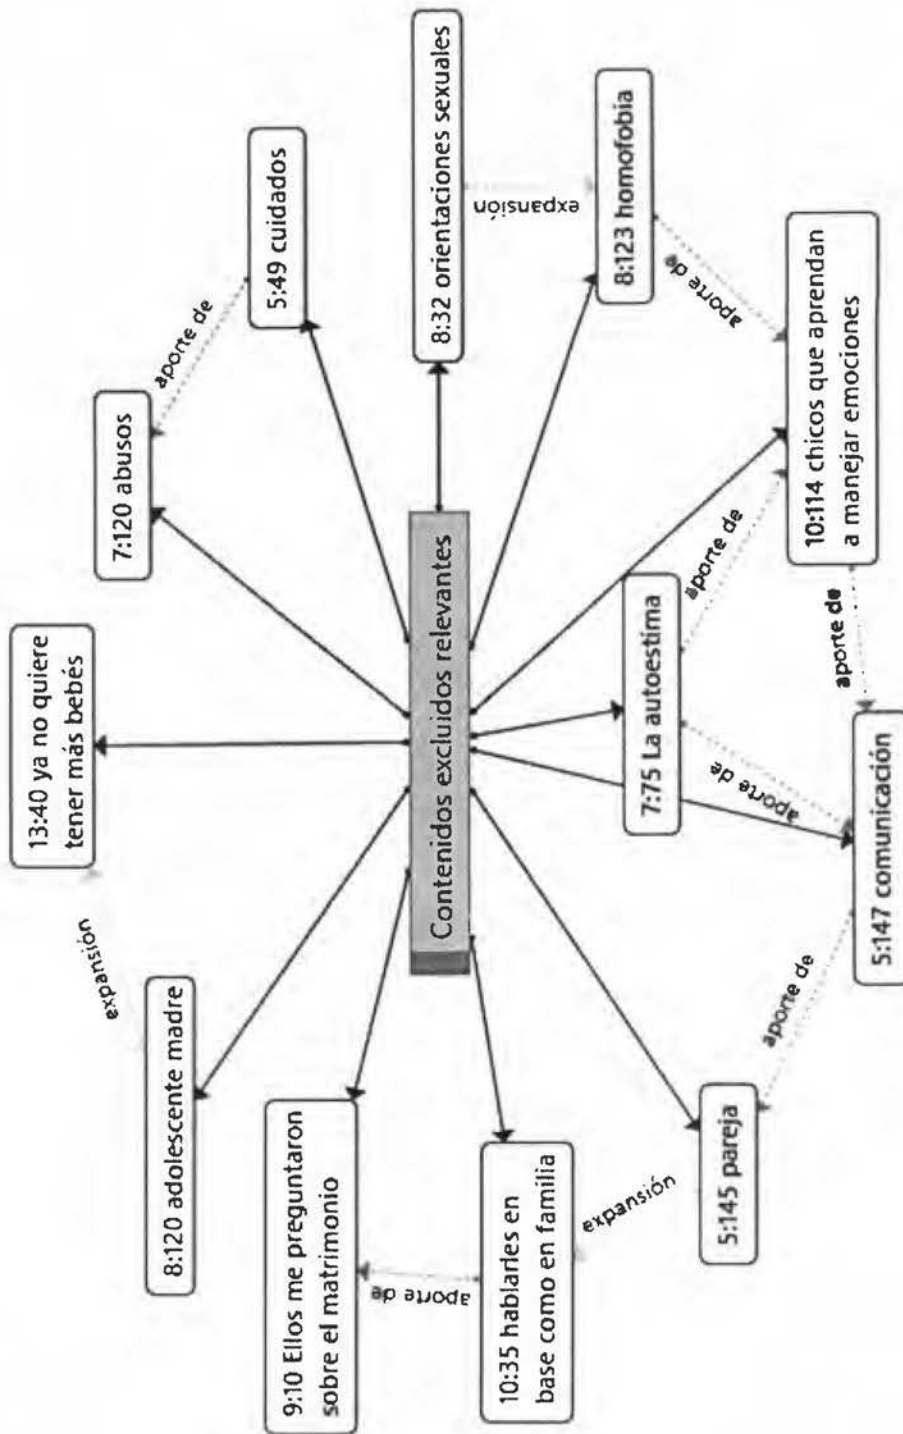 13:40 ya no quiere
tener más bebés
expansión
7:120 abusos
8:120 adolescente madre
aporte de
5:49 cuidados
9:10 Ellos me preguntaron
sobre el matrimonio
aporte de
Contenidos excluidos relevantes
8:32 orientaciones sexuales
10:35 hablarles en
base como en familia
expansión
8:123 homofobia
expansión
7:75 La autoestima
aporte de
aporte de
5:145 pareja
aporte de
aporte de
10:114 chicos que aprendan
a manejar emociones
aporte de
5:147 comunicación